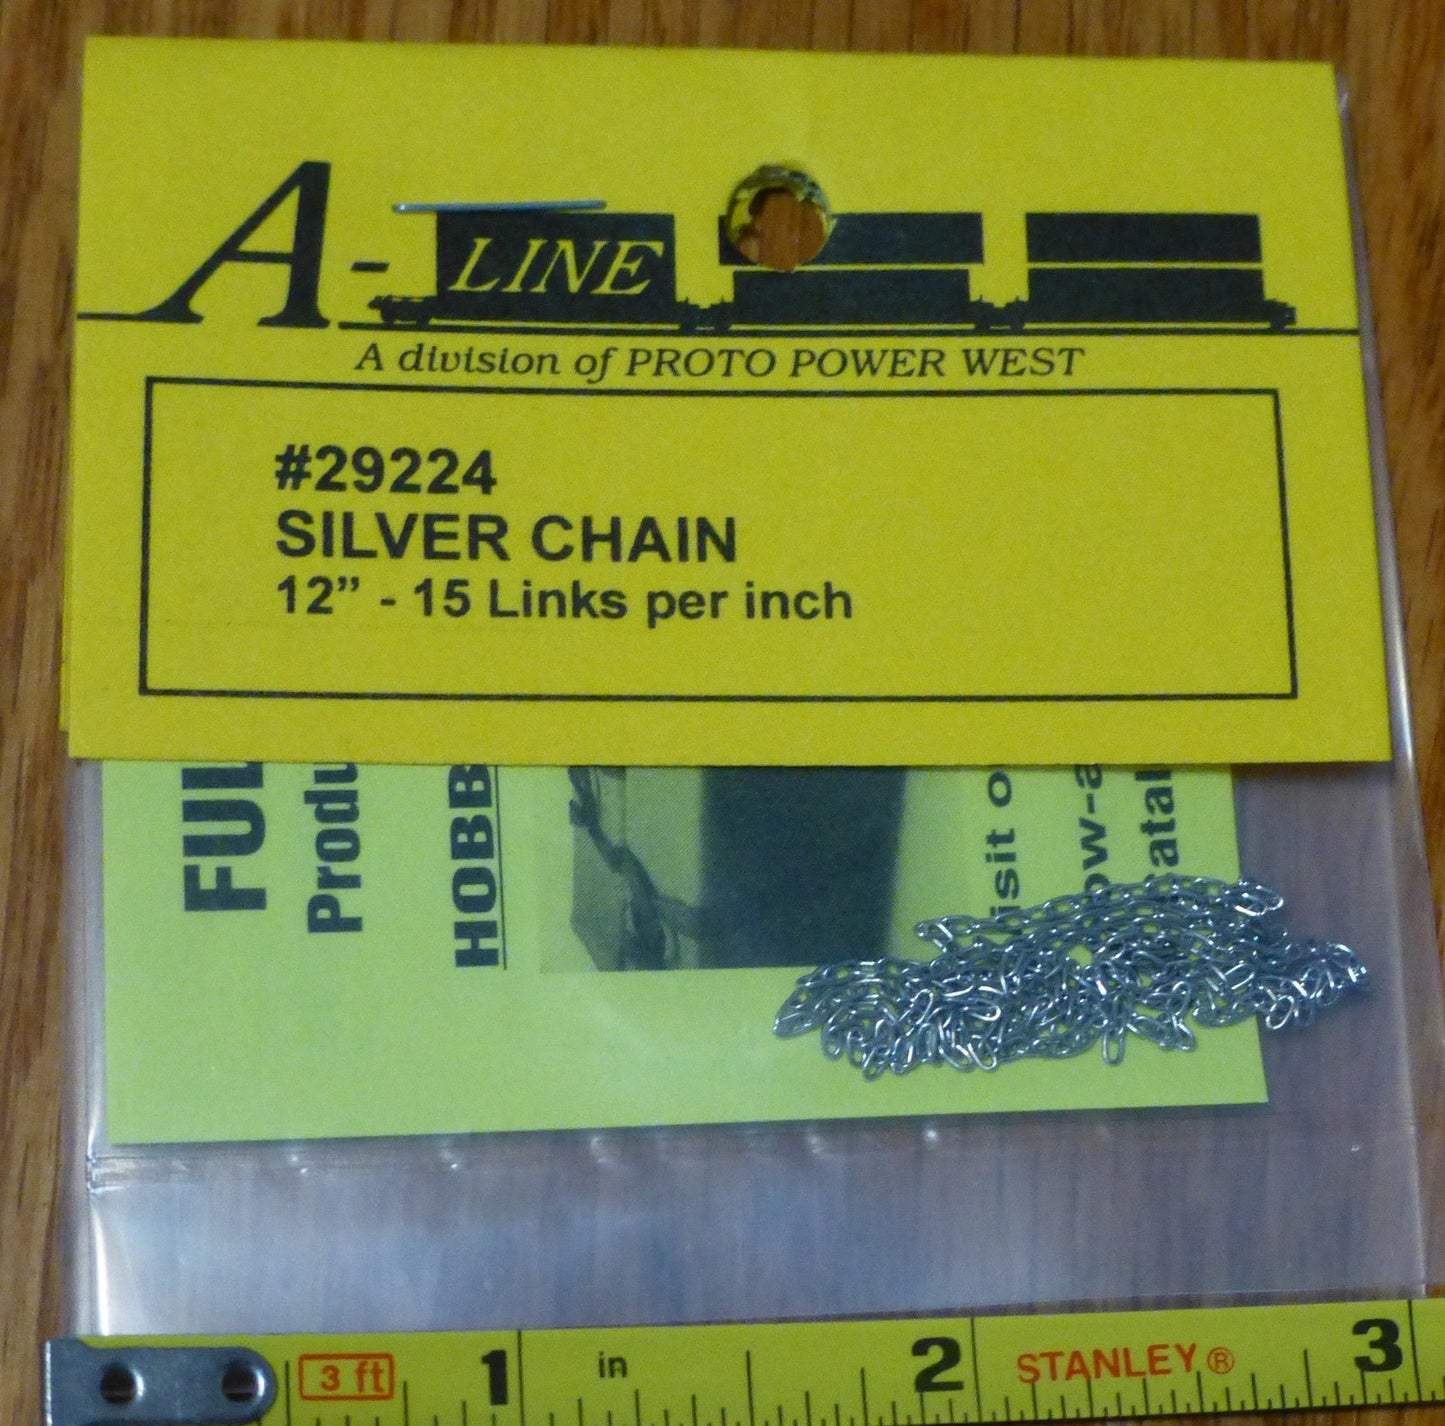 A-LINE
A division of PROTO POWER WEST
#29224
SILVER CHAIN
12” - 15 Links per inch
HOBB
3 ft
1
in
2
STANLEY®
3